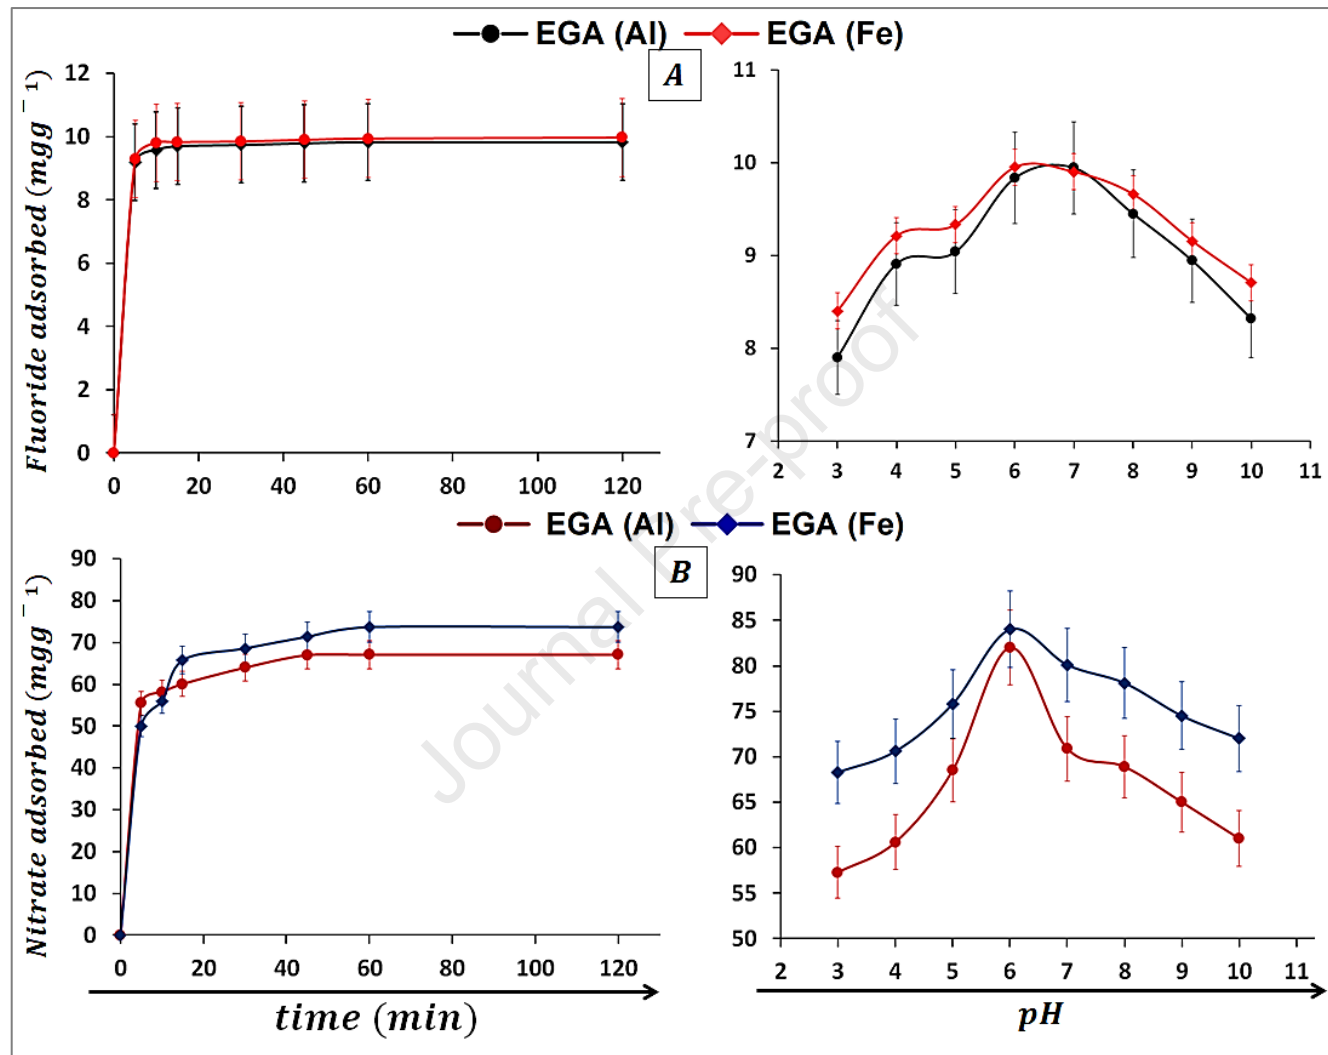 EGA (Al) EGA (Fe)
A
Fluoride adsorbed (mgg⁻¹)
12
10
8
6
4
2
0
0 20 40 60 80 100 120
11
10
9
8
7
2 3 4 5 6 7 8 9 10 11
EGA (Al) EGA (Fe)
B
Nitrate adsorbed (mgg⁻¹)
90
80
70
60
50
40
30
20
10
0
0 20 40 60 80 100 120
time (min)
90
85
80
75
70
65
60
55
50
2 3 4 5 6 7 8 9 10 11
pH
Journal Pre-proof